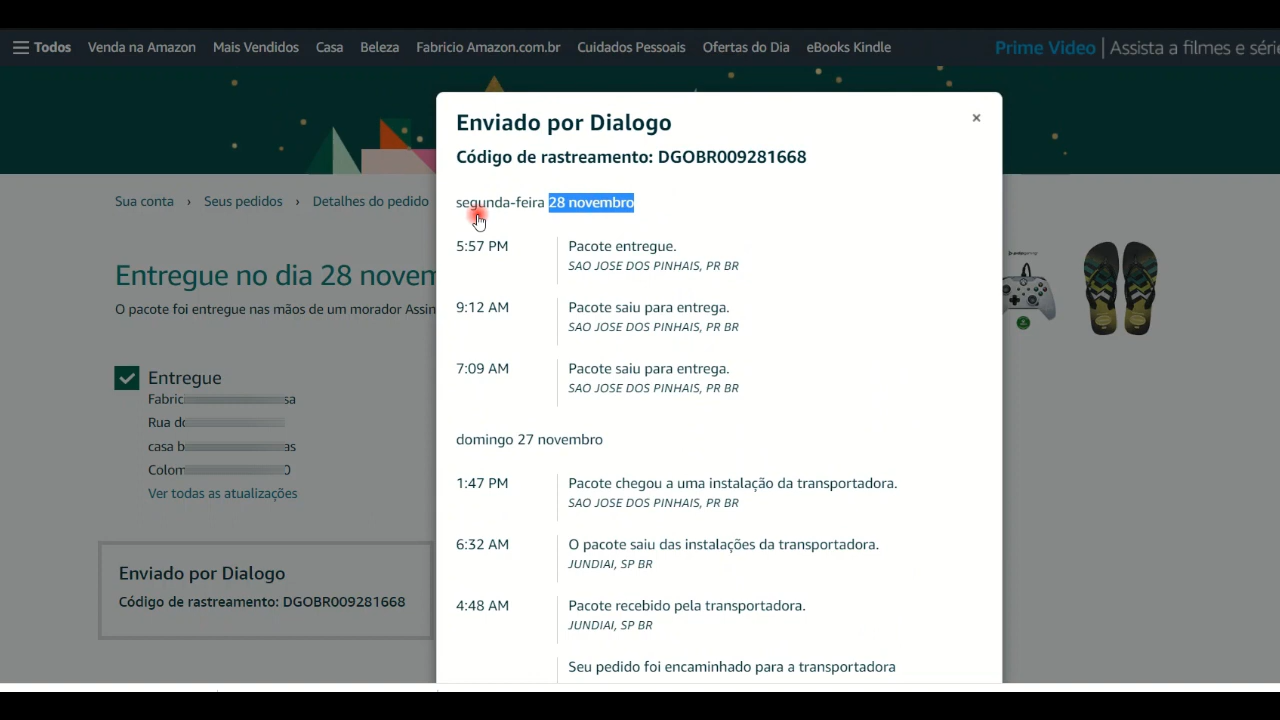 Todos Venda na Amazon Mais Vendidos Casa Beleza Fabricio Amazon.com.br Cuidados Pessoais Ofertas do Dia eBooks Kindle Prime Video | Assista a filmes e séri
Sua conta › Seus pedidos › Detalhes do pedido
Entregue no dia 28 novem
O pacote foi entregue nas mãos de um morador Assin
Entregue
Fabric sa
Rua do
casa b as
Colom 0
Ver todas as atualizações
Enviado por Dialogo
Código de rastreamento: DGOBR009281668
Enviado por Dialogo ×
Código de rastreamento: DGOBR009281668
segunda-feira 28 novembro
5:57 PM Pacote entregue.
SAO JOSE DOS PINHAIS, PR BR
9:12 AM Pacote saiu para entrega.
SAO JOSE DOS PINHAIS, PR BR
7:09 AM Pacote saiu para entrega.
SAO JOSE DOS PINHAIS, PR BR
domingo 27 novembro
1:47 PM Pacote chegou a uma instalação da transportadora.
SAO JOSE DOS PINHAIS, PR BR
6:32 AM O pacote saiu das instalações da transportadora.
JUNDIAI, SP BR
4:48 AM Pacote recebido pela transportadora.
JUNDIAI, SP BR
Seu pedido foi encaminhado para a transportadora